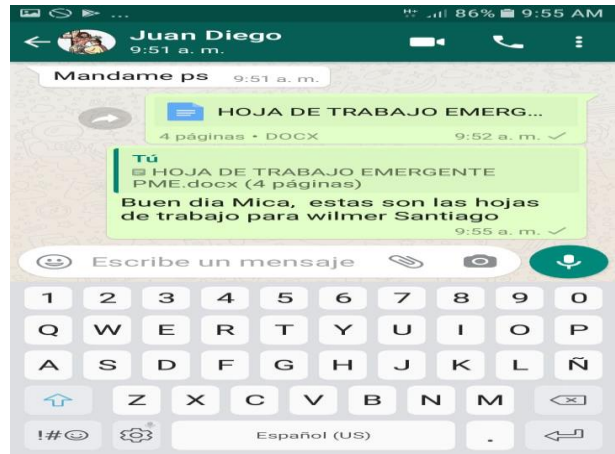 ... H+ 86% 9:55 AM
Juan Diego
9:51 a. m.
Mandame ps 9:51 a. m.
HOJA DE TRABAJO EMERG...
4 páginas • DOCX 9:52 a. m.
Tú
HOJA DE TRABAJO EMERGENTE
PME.docx (4 páginas)
Buen dia Mica, estas son las hojas
de trabajo para wilmer Santiago
9:55 a. m.
Escribe un mensaje
1 2 3 4 5 6 7 8 9 0
Q W E R T Y U I O P
A S D F G H J K L Ñ
Z X C V B N M
!#☺ Español (US) .